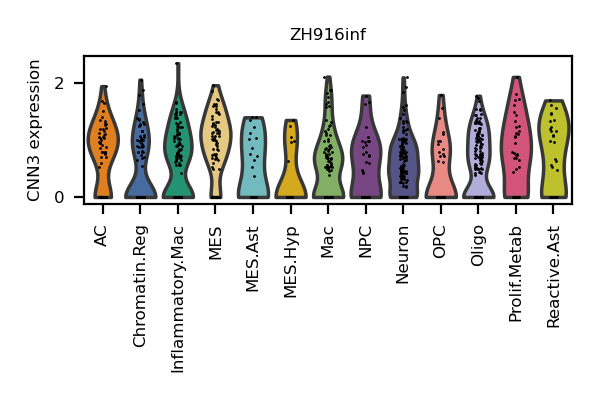 ZH916inf
CNN3 expression
2
0
AC
Chromatin.Reg
Inflammatory.Mac
MES
MES.Ast
MES.Hyp
Mac
NPC
Neuron
OPC
Oligo
Prolif.Metab
Reactive.Ast